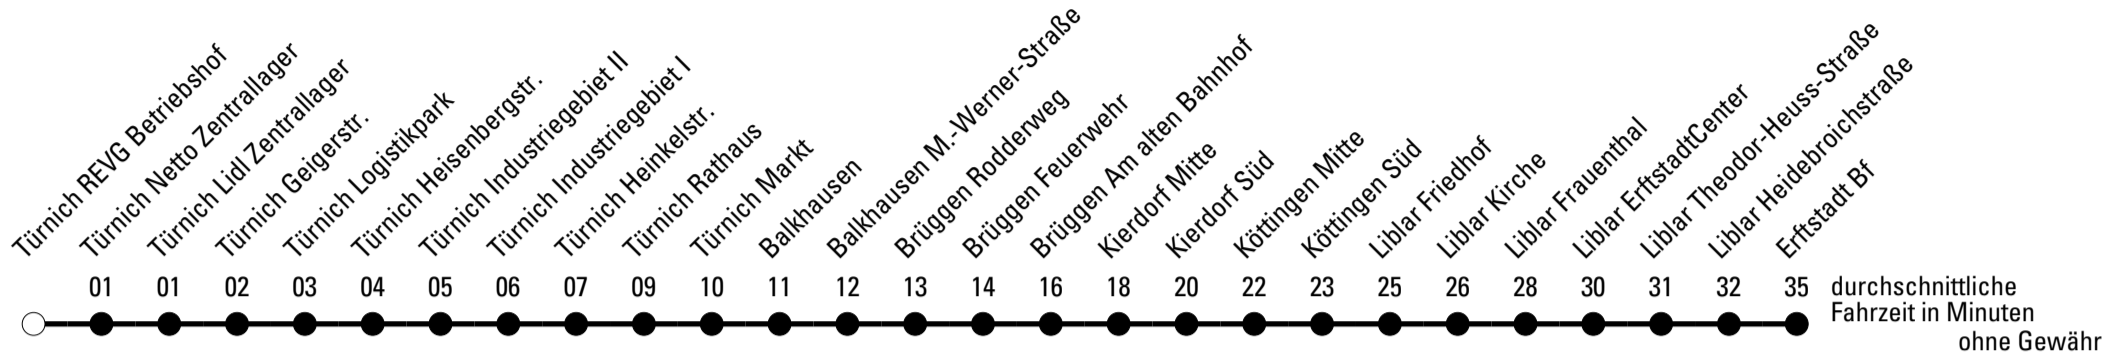 Türnich REVG Betriebshof
Türnich Netto Zentrallager
Türnich Lidl Zentrallager
Türnich Geigerstr.
Türnich Logistikpark
Türnich Heisenbergstr.
Türnich Industriegebiet II
Türnich Industriegebiet I
Türnich Heinkelstr.
Türnich Rathaus
Türnich Markt
Balkhausen
Balkhausen M.-Werner-Straße
Brüggen Rodderweg
Brüggen Feuerwehr
Brüggen Am alten Bahnhof
Kierdorf Mitte
Kierdorf Süd
Köttingen Mitte
Köttingen Süd
Liblar Friedhof
Liblar Kirche
Liblar Frauenthal
Liblar ErftstadtCenter
Liblar Theodor-Heuss-Straße
Liblar Heidebroichstraße
Erftstadt Bf
01 01 02 03 04 05 06 07 09 10 11 12 13 14 16 18 20 22 23 25 26 28 30 31 32 35
durchschnittliche
Fahrzeit in Minuten
ohne Gewähr